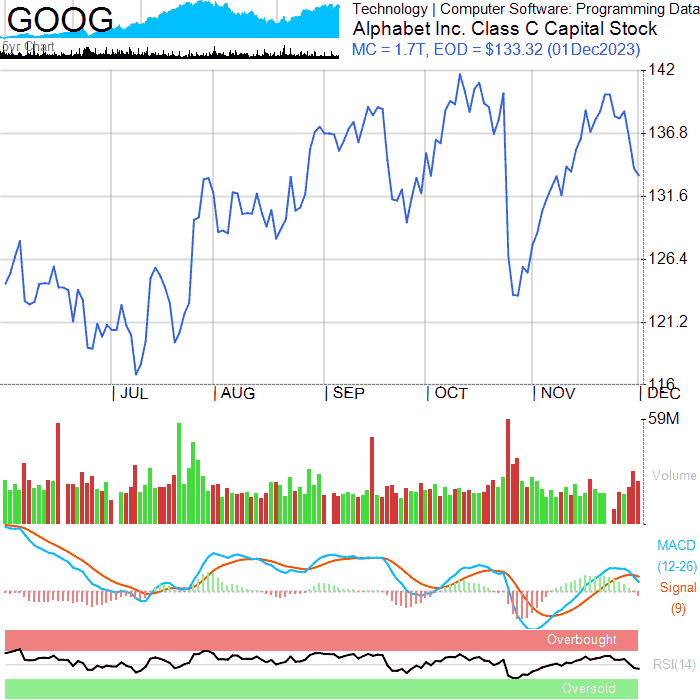 GOOG
5yr Chart
Technology | Computer Software: Programming Data
Alphabet Inc. Class C Capital Stock
MC = 1.7T, EOD = $133.32 (01Dec2023)
142
136.8
131.6
126.4
121.2
116
| JUL | AUG | SEP | OCT | NOV | DEC
59M
Volume
MACD
(12-26)
Signal
(9)
Overbought
RSI(14)
Oversold